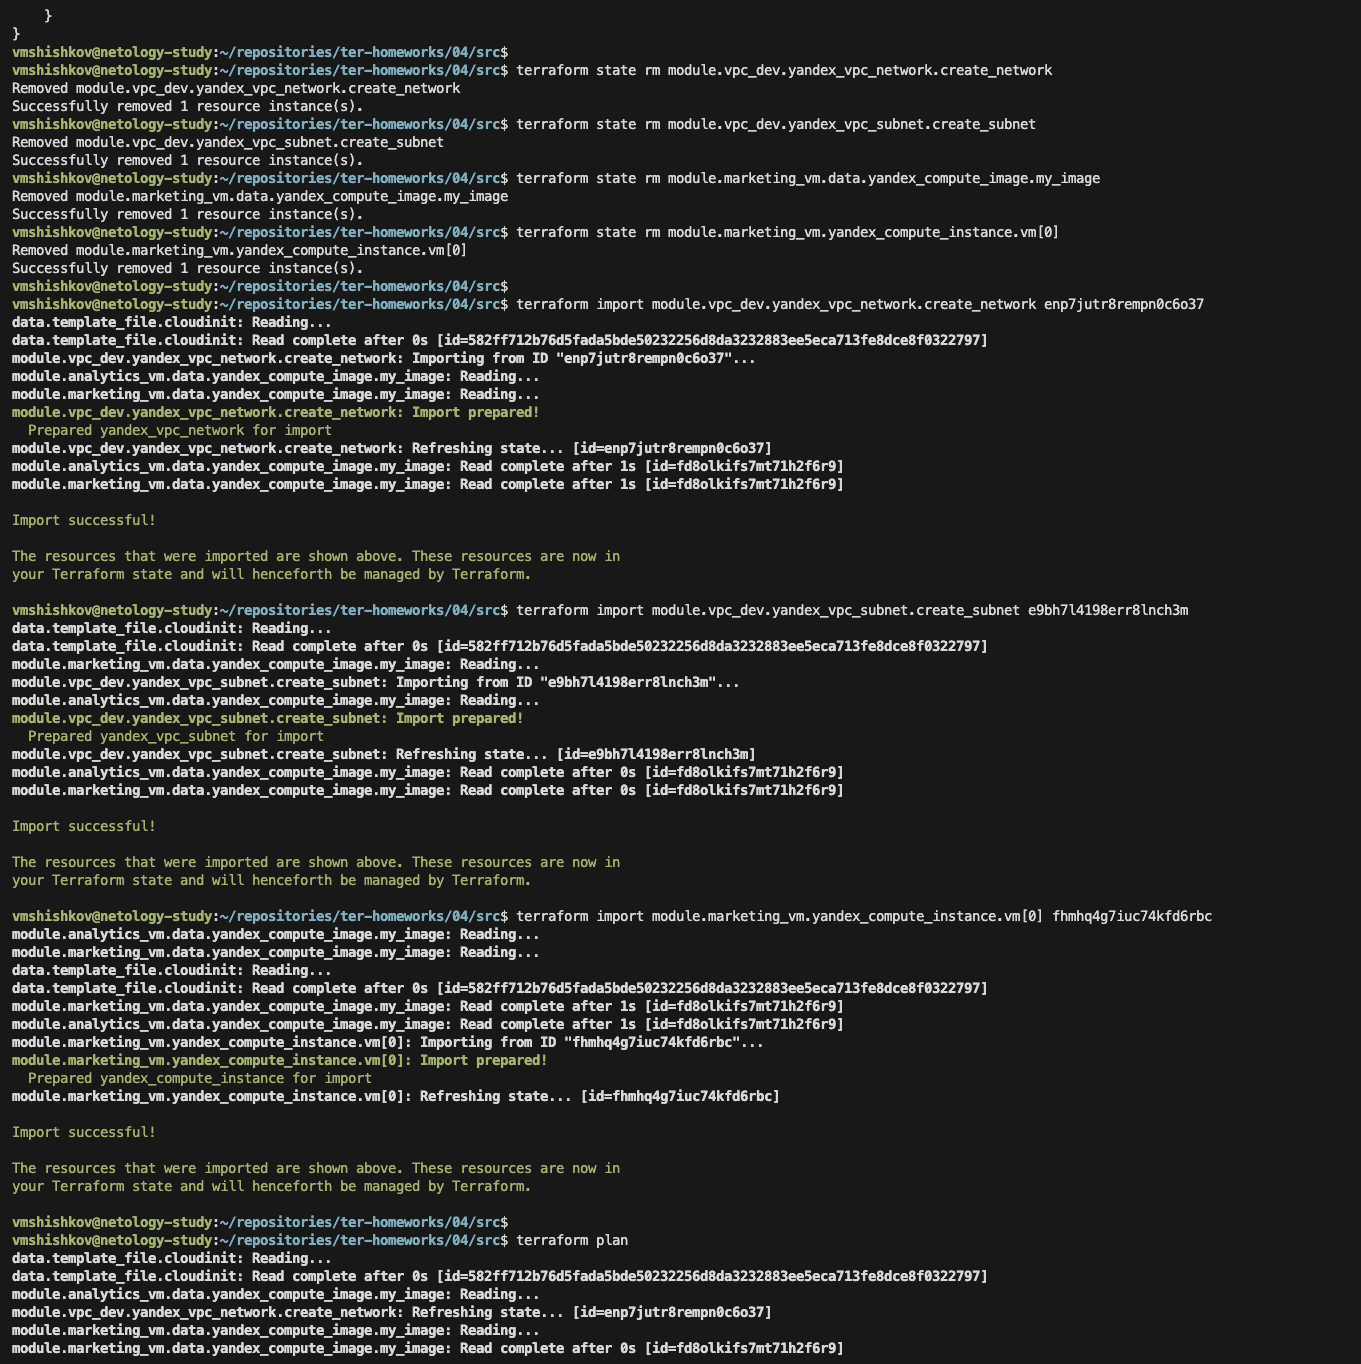 }
}
vmshishkov@netology-study:~/repositories/ter-homeworks/04/src$
vmshishkov@netology-study:~/repositories/ter-homeworks/04/src$ terraform state rm module.vpc_dev.yandex_vpc_network.create_network
Removed module.vpc_dev.yandex_vpc_network.create_network
Successfully removed 1 resource instance(s).
vmshishkov@netology-study:~/repositories/ter-homeworks/04/src$ terraform state rm module.vpc_dev.yandex_vpc_subnet.create_subnet
Removed module.vpc_dev.yandex_vpc_subnet.create_subnet
Successfully removed 1 resource instance(s).
vmshishkov@netology-study:~/repositories/ter-homeworks/04/src$ terraform state rm module.marketing_vm.data.yandex_compute_image.my_image
Removed module.marketing_vm.data.yandex_compute_image.my_image
Successfully removed 1 resource instance(s).
vmshishkov@netology-study:~/repositories/ter-homeworks/04/src$ terraform state rm module.marketing_vm.yandex_compute_instance.vm[0]
Removed module.marketing_vm.yandex_compute_instance.vm[0]
Successfully removed 1 resource instance(s).
vmshishkov@netology-study:~/repositories/ter-homeworks/04/src$
vmshishkov@netology-study:~/repositories/ter-homeworks/04/src$ terraform import module.vpc_dev.yandex_vpc_network.create_network enp7jutr8rempn0c6o37
data.template_file.cloudinit: Reading...
data.template_file.cloudinit: Read complete after 0s [id=582ff712b76d5fada5bde50232256d8da3232883ee5eca713fe8dce8f0322797]
module.vpc_dev.yandex_vpc_network.create_network: Importing from ID "enp7jutr8rempn0c6o37"...
module.analytics_vm.data.yandex_compute_image.my_image: Reading...
module.marketing_vm.data.yandex_compute_image.my_image: Reading...
module.vpc_dev.yandex_vpc_network.create_network: Import prepared!
  Prepared yandex_vpc_network for import
module.vpc_dev.yandex_vpc_network.create_network: Refreshing state... [id=enp7jutr8rempn0c6o37]
module.analytics_vm.data.yandex_compute_image.my_image: Read complete after 1s [id=fd8olkifs7mt71h2f6r9]
module.marketing_vm.data.yandex_compute_image.my_image: Read complete after 1s [id=fd8olkifs7mt71h2f6r9]

Import successful!

The resources that were imported are shown above. These resources are now in
your Terraform state and will henceforth be managed by Terraform.

vmshishkov@netology-study:~/repositories/ter-homeworks/04/src$ terraform import module.vpc_dev.yandex_vpc_subnet.create_subnet e9bh7l4198err8lnch3m
data.template_file.cloudinit: Reading...
data.template_file.cloudinit: Read complete after 0s [id=582ff712b76d5fada5bde50232256d8da3232883ee5eca713fe8dce8f0322797]
module.marketing_vm.data.yandex_compute_image.my_image: Reading...
module.vpc_dev.yandex_vpc_subnet.create_subnet: Importing from ID "e9bh7l4198err8lnch3m"...
module.analytics_vm.data.yandex_compute_image.my_image: Reading...
module.vpc_dev.yandex_vpc_subnet.create_subnet: Import prepared!
  Prepared yandex_vpc_subnet for import
module.vpc_dev.yandex_vpc_subnet.create_subnet: Refreshing state... [id=e9bh7l4198err8lnch3m]
module.analytics_vm.data.yandex_compute_image.my_image: Read complete after 0s [id=fd8olkifs7mt71h2f6r9]
module.marketing_vm.data.yandex_compute_image.my_image: Read complete after 0s [id=fd8olkifs7mt71h2f6r9]

Import successful!

The resources that were imported are shown above. These resources are now in
your Terraform state and will henceforth be managed by Terraform.

vmshishkov@netology-study:~/repositories/ter-homeworks/04/src$ terraform import module.marketing_vm.yandex_compute_instance.vm[0] fhmhq4g7iuc74kfd6rbc
module.analytics_vm.data.yandex_compute_image.my_image: Reading...
module.marketing_vm.data.yandex_compute_image.my_image: Reading...
data.template_file.cloudinit: Reading...
data.template_file.cloudinit: Read complete after 0s [id=582ff712b76d5fada5bde50232256d8da3232883ee5eca713fe8dce8f0322797]
module.marketing_vm.data.yandex_compute_image.my_image: Read complete after 1s [id=fd8olkifs7mt71h2f6r9]
module.analytics_vm.data.yandex_compute_image.my_image: Read complete after 1s [id=fd8olkifs7mt71h2f6r9]
module.marketing_vm.yandex_compute_instance.vm[0]: Importing from ID "fhmhq4g7iuc74kfd6rbc"...
module.marketing_vm.yandex_compute_instance.vm[0]: Import prepared!
  Prepared yandex_compute_instance for import
module.marketing_vm.yandex_compute_instance.vm[0]: Refreshing state... [id=fhmhq4g7iuc74kfd6rbc]

Import successful!

The resources that were imported are shown above. These resources are now in
your Terraform state and will henceforth be managed by Terraform.

vmshishkov@netology-study:~/repositories/ter-homeworks/04/src$
vmshishkov@netology-study:~/repositories/ter-homeworks/04/src$ terraform plan
data.template_file.cloudinit: Reading...
data.template_file.cloudinit: Read complete after 0s [id=582ff712b76d5fada5bde50232256d8da3232883ee5eca713fe8dce8f0322797]
module.analytics_vm.data.yandex_compute_image.my_image: Reading...
module.vpc_dev.yandex_vpc_network.create_network: Refreshing state... [id=enp7jutr8rempn0c6o37]
module.marketing_vm.data.yandex_compute_image.my_image: Reading...
module.marketing_vm.data.yandex_compute_image.my_image: Read complete after 0s [id=fd8olkifs7mt71h2f6r9]